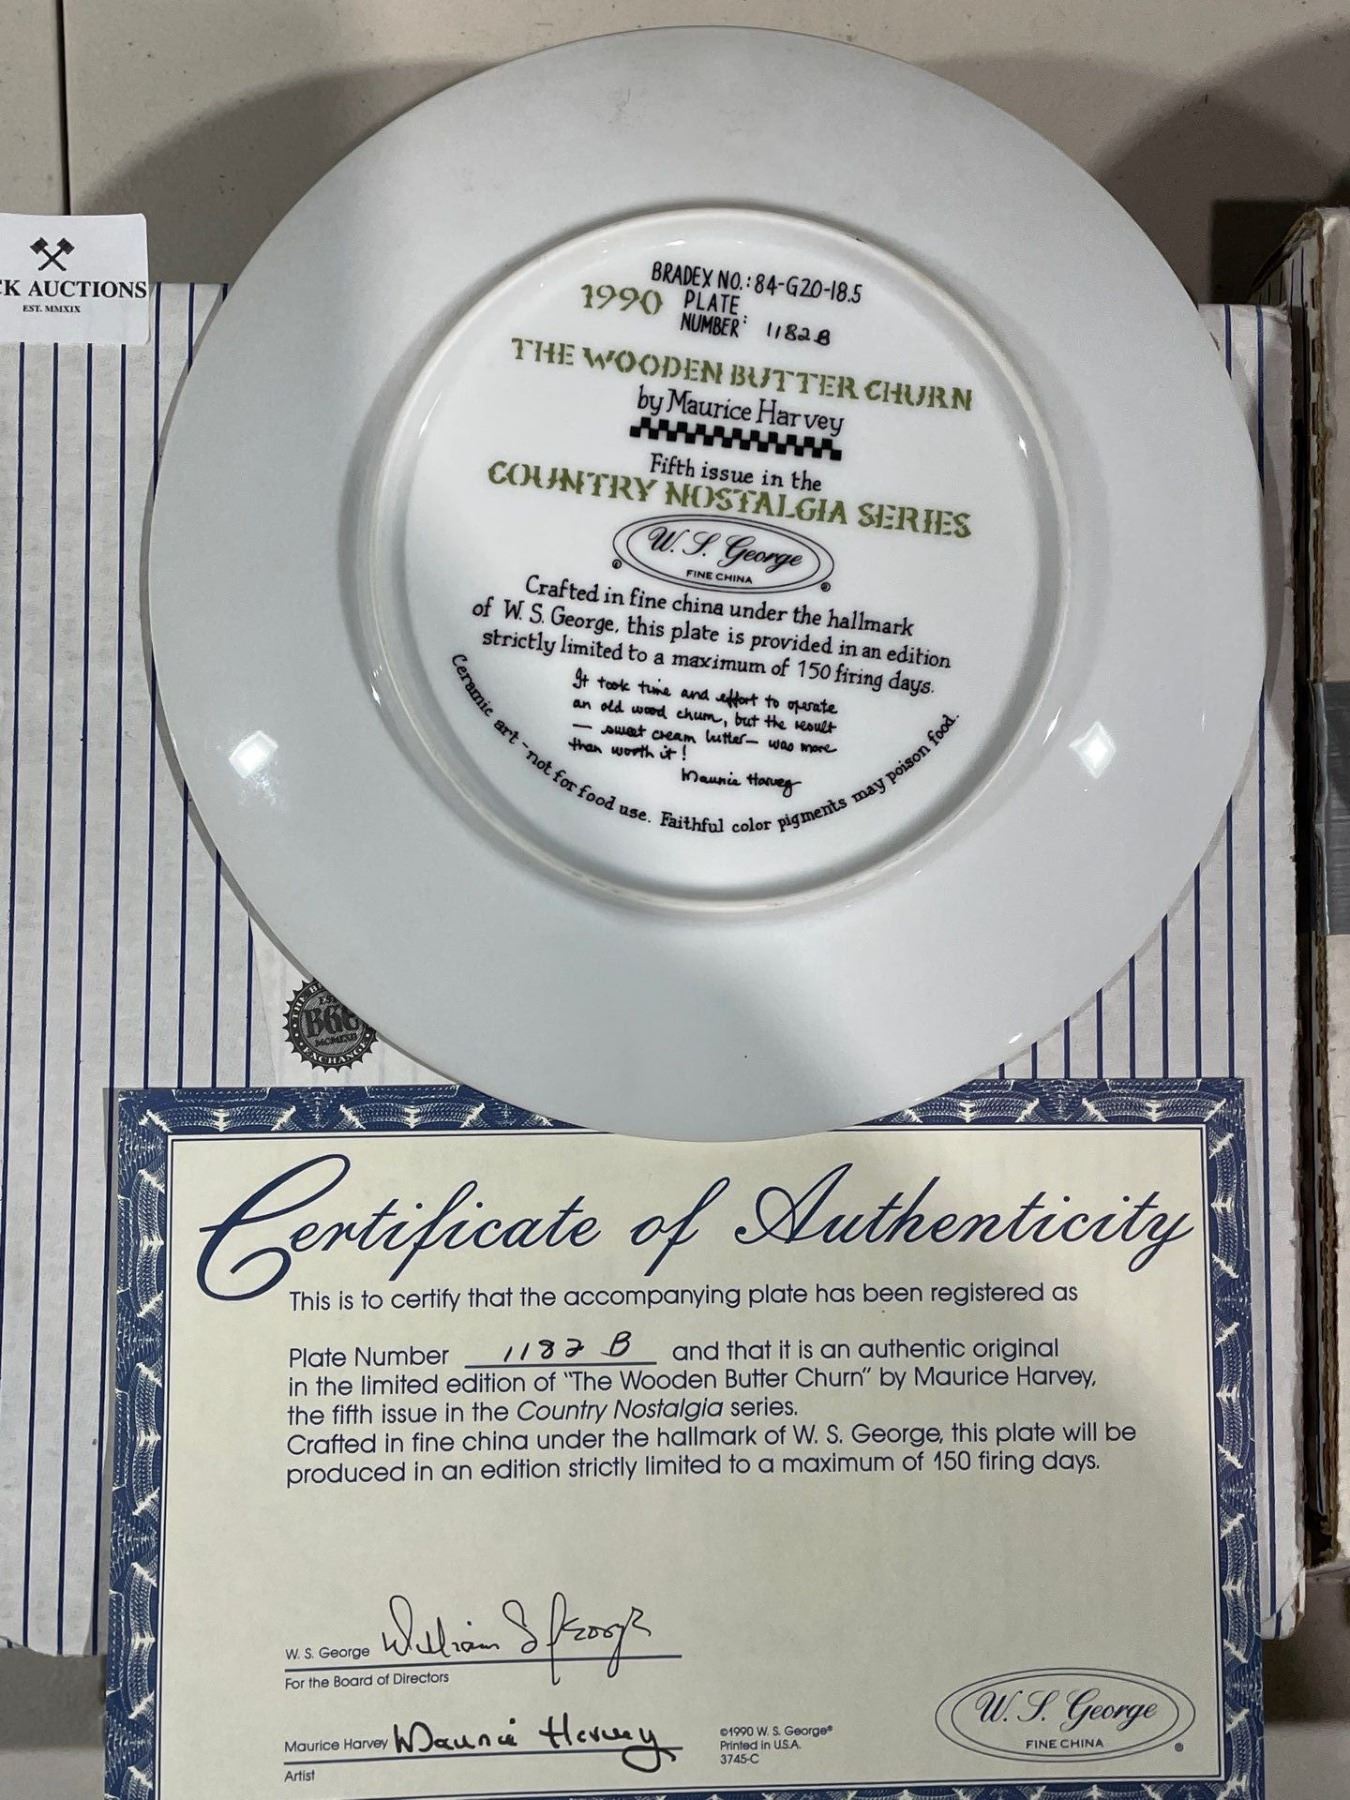 CK AUCTIONS
EST. MMXIX
BRADEX NO.: 84-G20-18.5
1990 PLATE
NUMBER: 1182B
THE WOODEN BUTTER CHURN
by Maurice Harvey
Fifth issue in the
COUNTRY NOSTALGIA SERIES
W. S. George
FINE CHINA
®
®
Crafted in fine china under the hallmark
of W. S. George, this plate is provided in an edition
strictly limited to a maximum of 150 firing days.
It took time and effort to operate
an old wood churn, but the result
— sweet cream butter — was more
than worth it!
Maurice Harvey
Ceramic art - not for food use. Faithful color pigments may poison food.
EXCHANGE
Certificate of Authenticity
This is to certify that the accompanying plate has been registered as
Plate Number 1182 B and that it is an authentic original
in the limited edition of "The Wooden Butter Churn" by Maurice Harvey,
the fifth issue in the Country Nostalgia series.
Crafted in fine china under the hallmark of W. S. George, this plate will be
produced in an edition strictly limited to a maximum of 150 firing days.
W. S. George William S George
For the Board of Directors
Maurice Harvey Maurice Harvey
Artist
©1990 W. S. George®
Printed in U.S.A.
3745-C
W. S. George
FINE CHINA
®